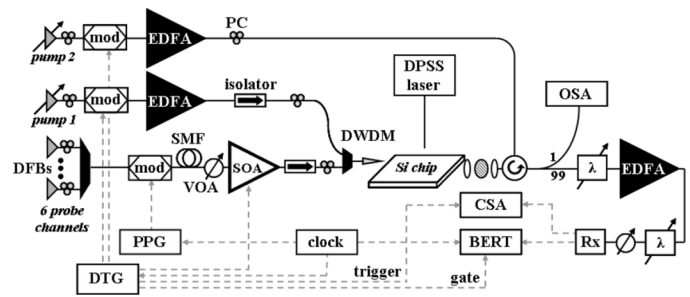 PC
mod
EDFA
pump 2
DPSS
laser
OSA
isolator
mod
EDFA
pump 1
DWDM
SMF
DFBs
mod
VOA
SOA
Si chip
1
99
λ
EDFA
6 probe
channels
CSA
PPG
clock
BERT
Rx
λ
DTG
trigger
gate